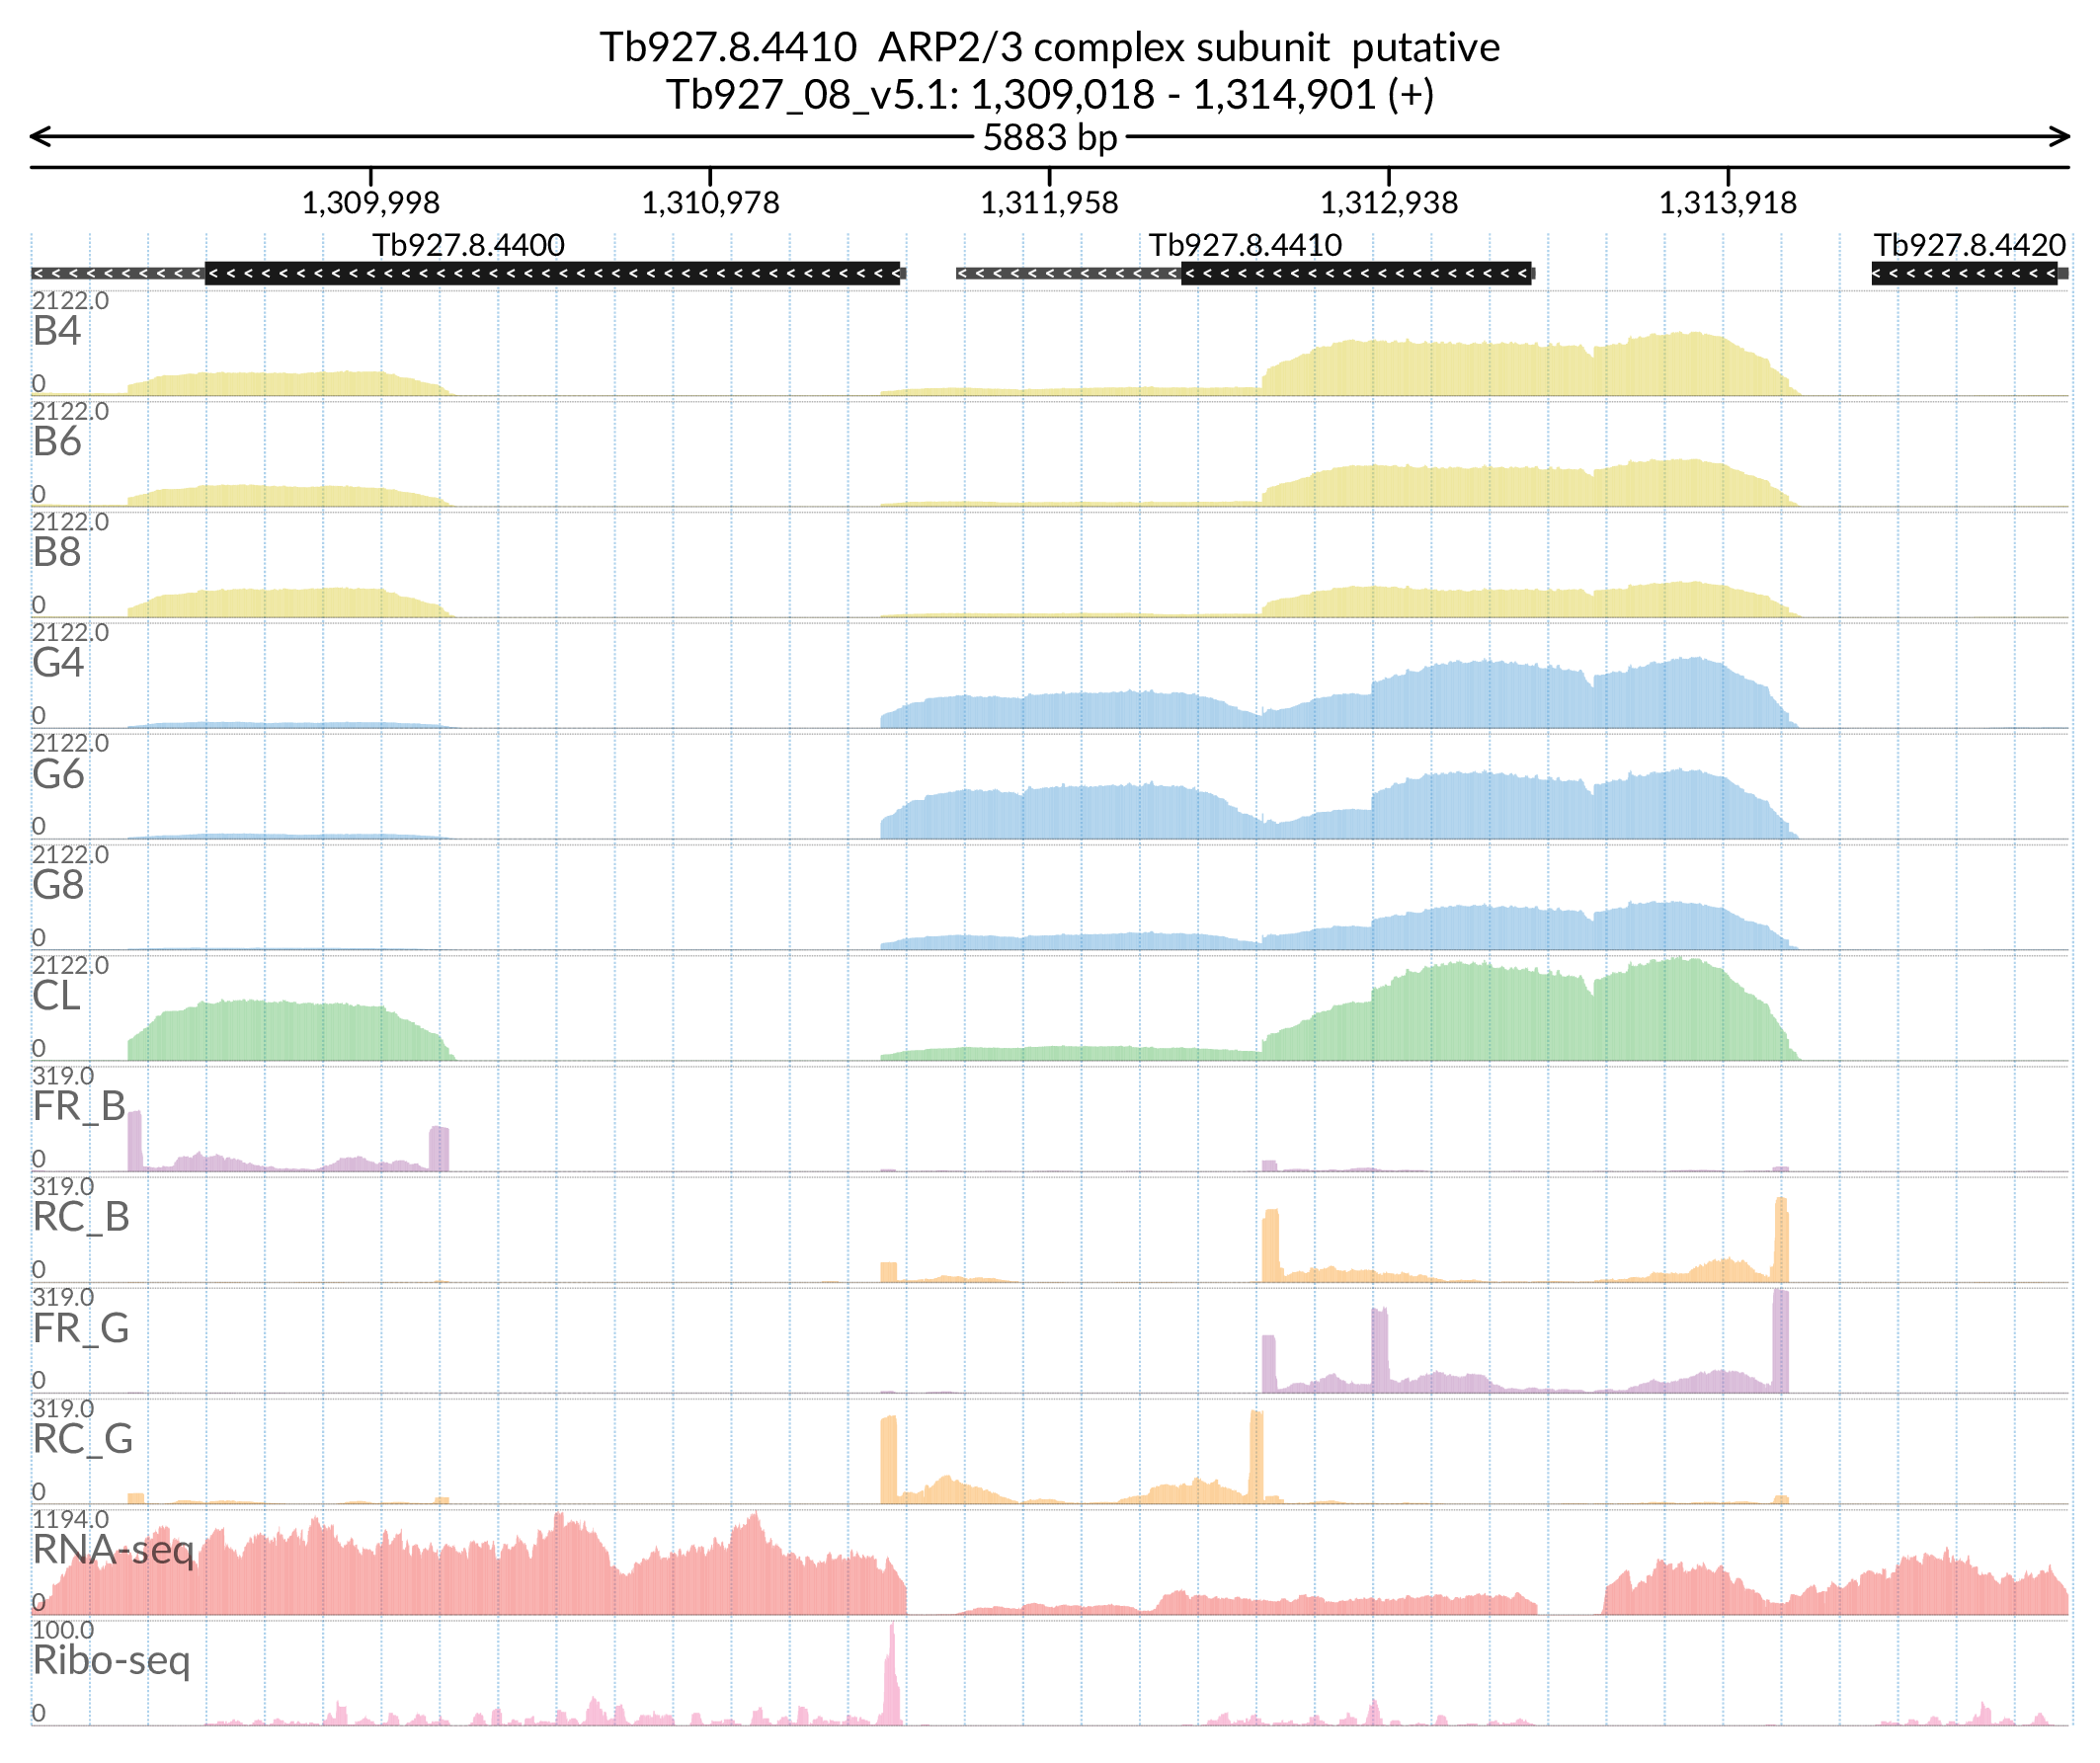 Tb927.8.4410  ARP2/3 complex subunit  putative
Tb927_08_v5.1: 1,309,018 - 1,314,901 (+)
5883 bp
1,309,998 1,310,978 1,311,958 1,312,938 1,313,918
Tb927.8.4400 Tb927.8.4410 Tb927.8.4420
2122.0
B4
0
2122.0
B6
0
2122.0
B8
0
2122.0
G4
0
2122.0
G6
0
2122.0
G8
0
2122.0
CL
0
319.0
FR_B
0
319.0
RC_B
0
319.0
FR_G
0
319.0
RC_G
0
1194.0
RNA-seq
0
100.0
Ribo-seq
0